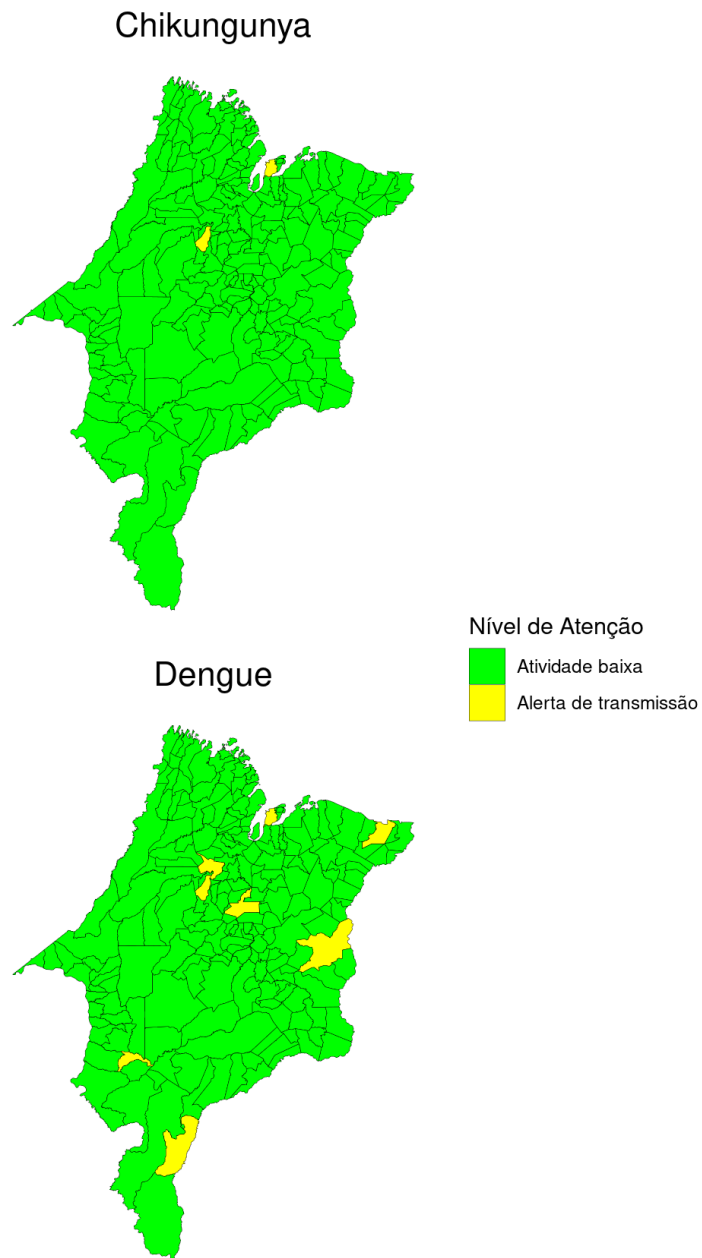 Chikungunya
Nível de Atenção
Atividade baixa
Alerta de transmissão
Dengue